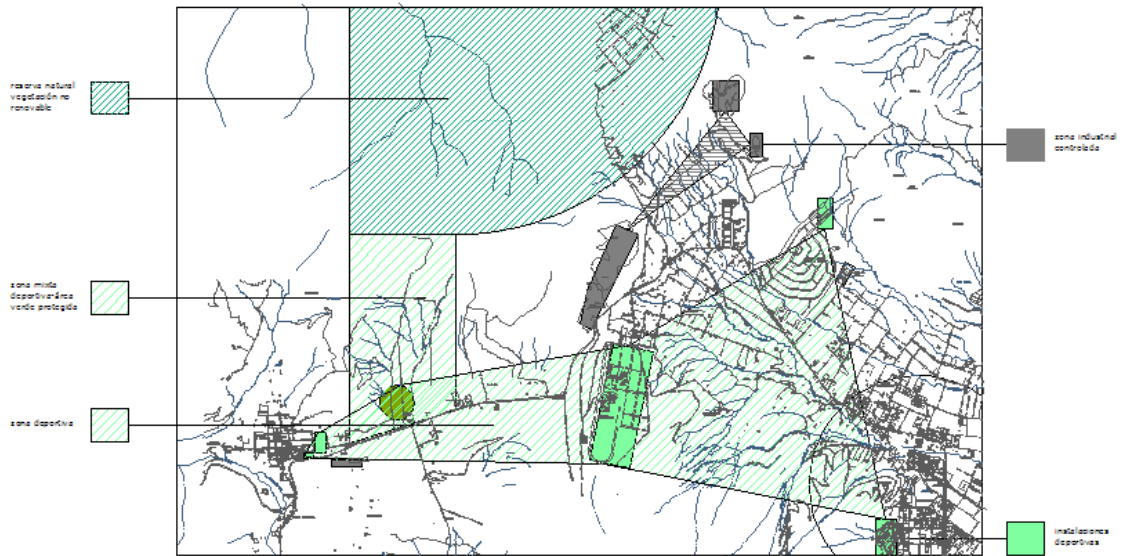 reserva natural
vegetación no
renovable
zona industrial
controlada
zona mixta
deportiva-área
verde protegida
zona deportiva
instalaciones
deportivas